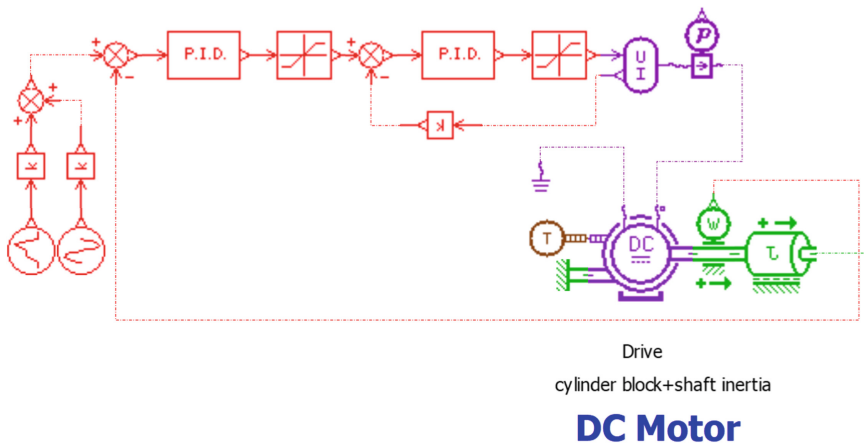 P.I.D.
P.I.D.
U
I
P
k
k
k
T
DC
W
J
Drive
cylinder block+shaft inertia
DC Motor